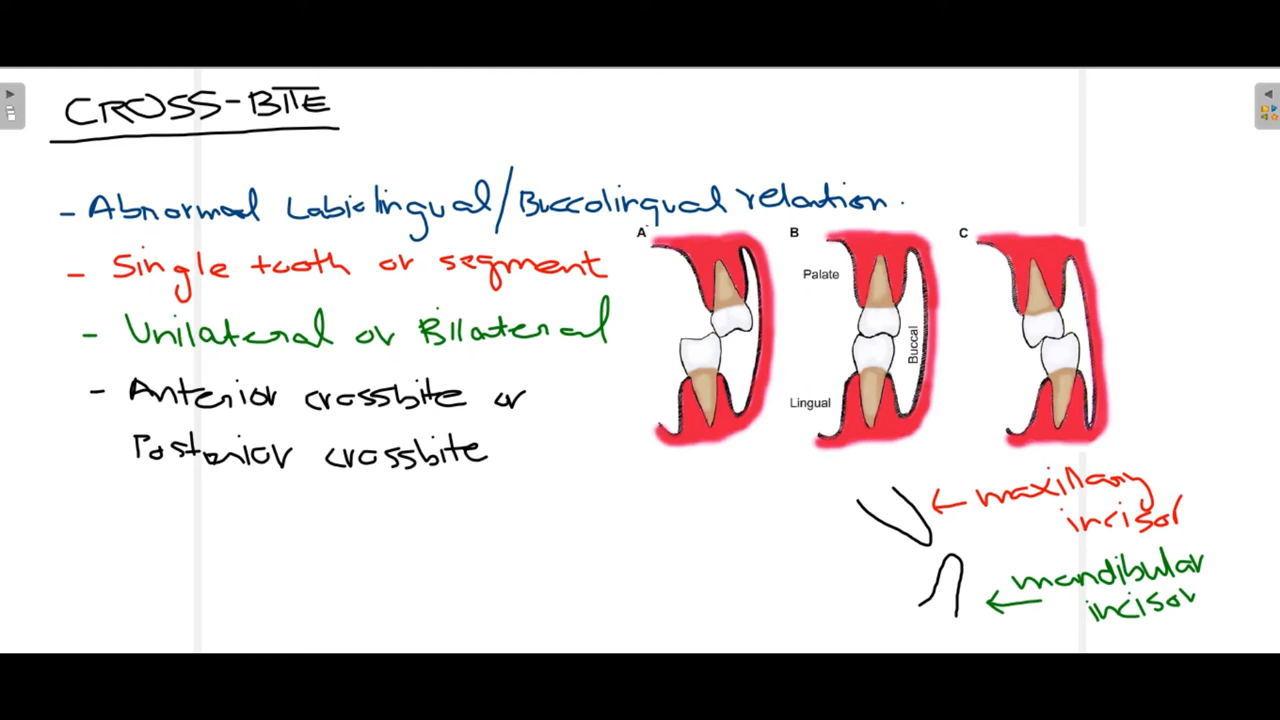 CROSS-BITE
- Abnormal Labiolingual/Buccolingual relation.
- Single tooth or segment
- Unilateral or Bilateral
- Anterior crossbite or
Posterior crossbite
A B C
Palate
Buccal
Lingual
← maxillary
incisor
← mandibular
incisor